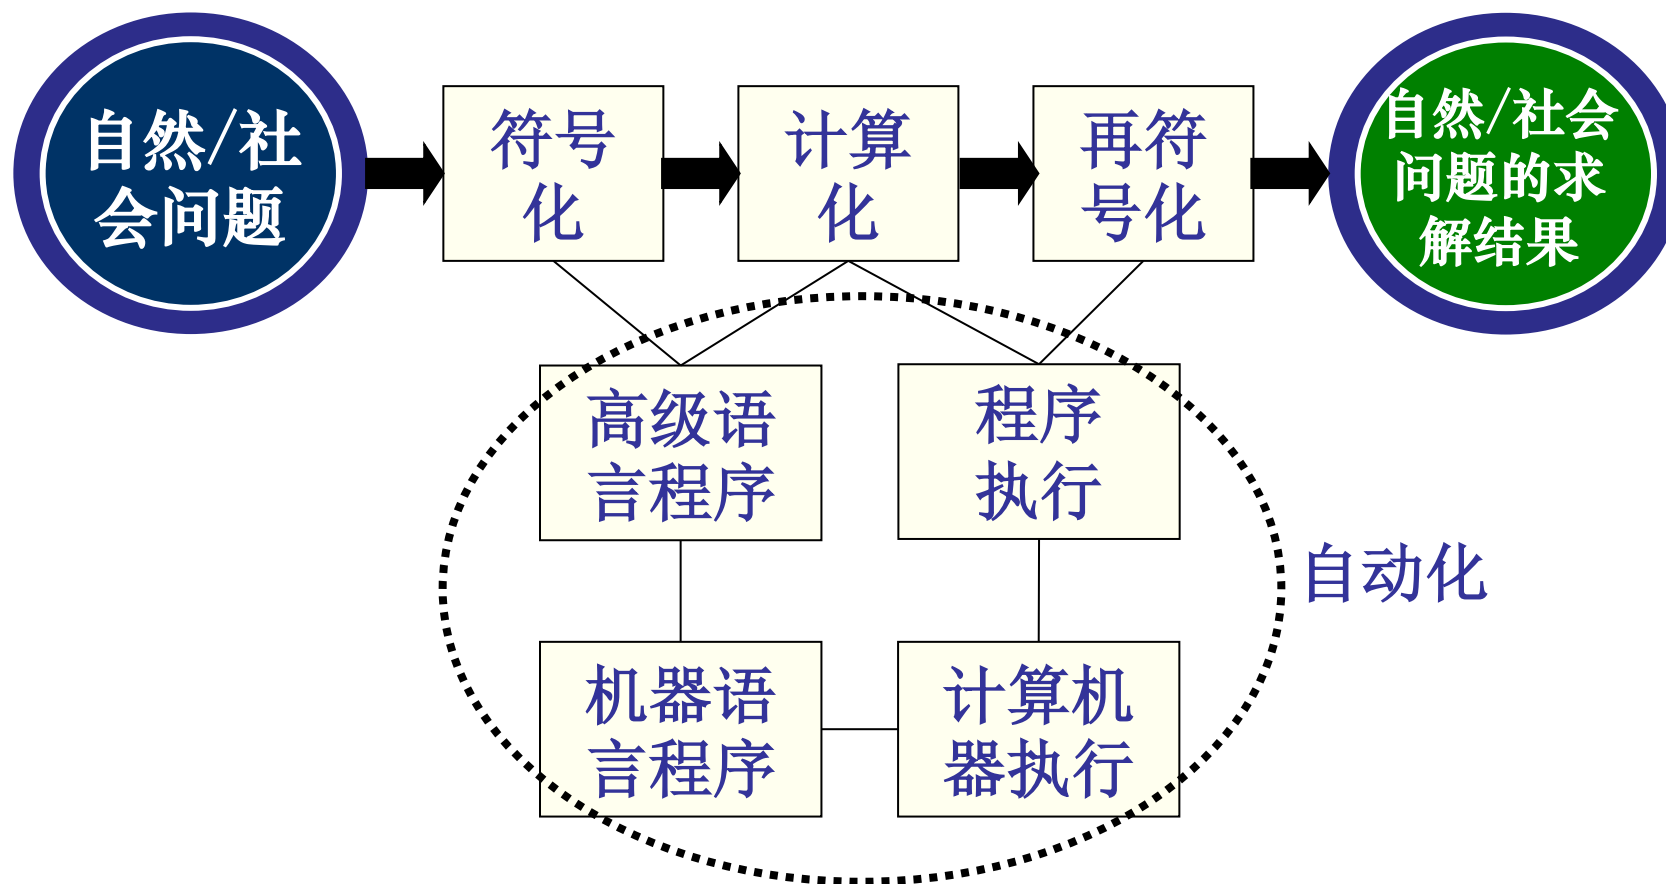 自然/社
会问题
符号
化
计算
化
再符
号化
自然/社会
问题的求
解结果
高级语
言程序
程序
执行
自动化
机器语
言程序
计算机
器执行